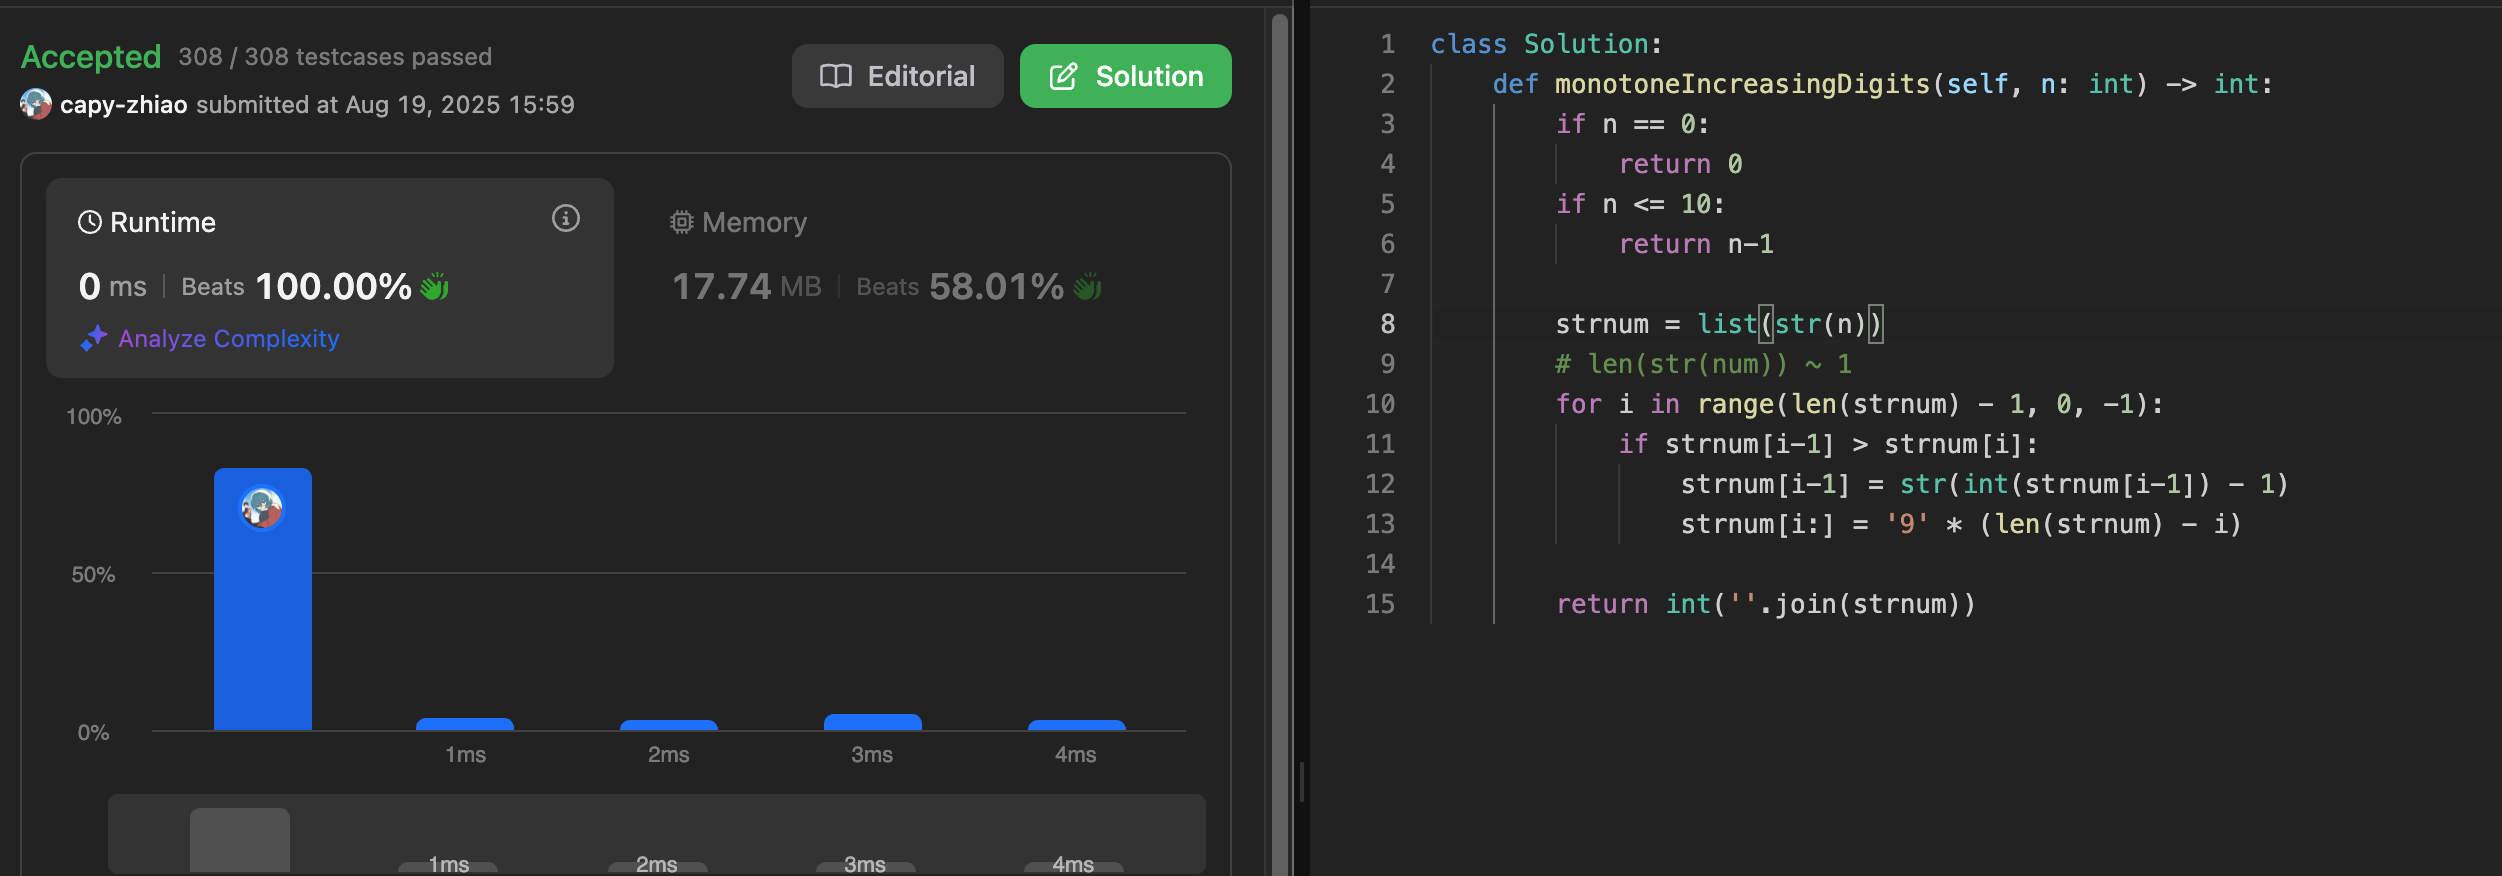 Accepted 308 / 308 testcases passed
capy-zhiao submitted at Aug 19, 2025 15:59
Editorial
Solution
Runtime
0 ms | Beats 100.00%
Analyze Complexity
Memory
17.74 MB | Beats 58.01%
100%
50%
0%
1ms 2ms 3ms 4ms
1ms 2ms 3ms 4ms
1 class Solution:
2     def monotoneIncreasingDigits(self, n: int) -> int:
3         if n == 0:
4             return 0
5         if n <= 10:
6             return n-1
7
8         strnum = list(str(n))
9         # len(str(num)) ~ 1
10         for i in range(len(strnum) - 1, 0, -1):
11             if strnum[i-1] > strnum[i]:
12                 strnum[i-1] = str(int(strnum[i-1]) - 1)
13                 strnum[i:] = '9' * (len(strnum) - i)
14
15         return int(''.join(strnum))